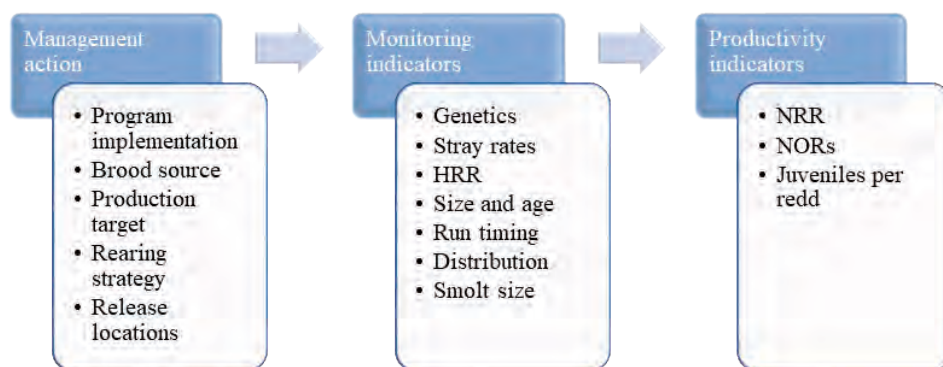 Management
action
• Program
implementation
• Brood source
• Production
target
• Rearing
strategy
• Release
locations
Monitoring
indicators
• Genetics
• Stray rates
• HRR
• Size and age
• Run timing
• Distribution
• Smolt size
Productivity
indicators
• NRR
• NORs
• Juveniles per
redd